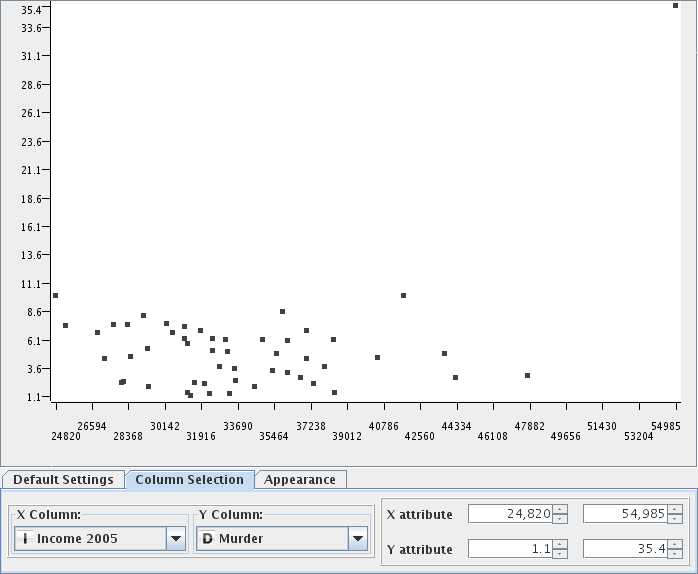 35.4
33.6
31.1
28.6
26.1
23.6
21.1
18.6
16.1
13.6
11.1
8.6
6.1
3.6
1.1
26594 30142 33690 37238 40786 44334 47882 51430 54985
24820 28368 31916 35464 39012 42560 46108 49656 53204
Default Settings Column Selection Appearance
X Column: Y Column:
I Income 2005 D Murder
X attribute 24,820 54,985
Y attribute 1.1 35.4